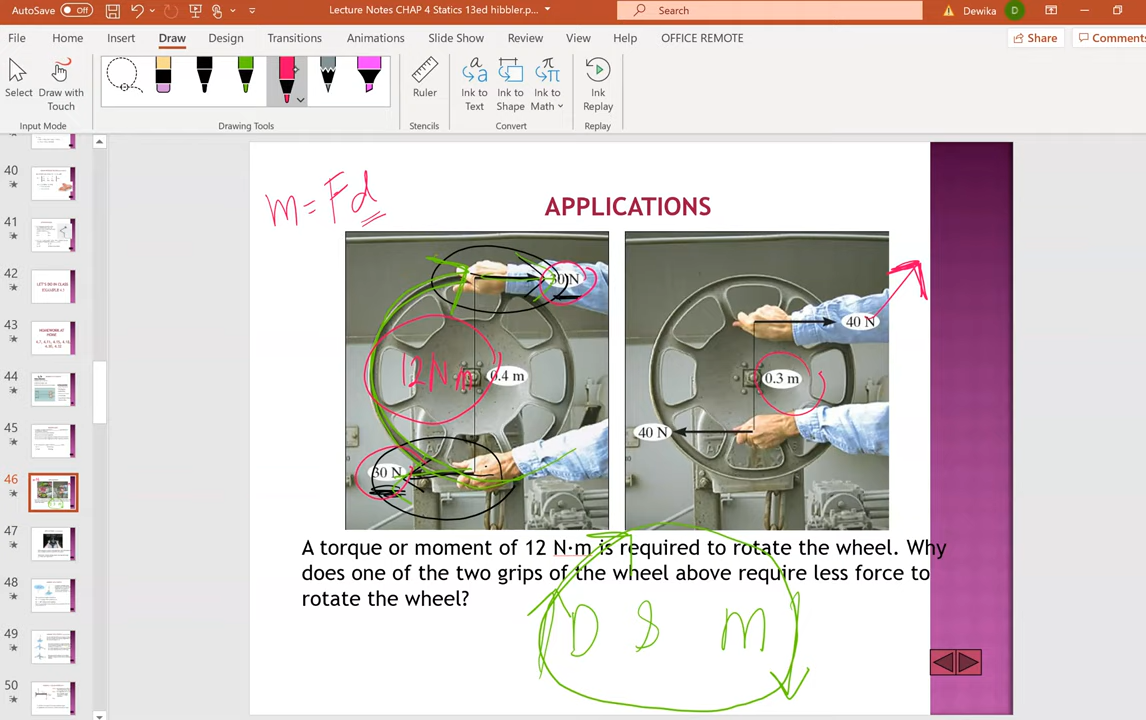 AutoSave Off Lecture Notes CHAP 4 Statics 13ed hibbler.p... Search Dewika D
File Home Insert Draw Design Transitions Animations Slide Show Review View Help OFFICE REMOTE Share Comments
Select Draw with Touch Ruler Ink to Text Ink to Shape Ink to Math Ink Replay
Input Mode Drawing Tools Stencils Convert Replay
40
41
42
43
44
45
46
47
48
49
50
m = Fd
APPLICATIONS
30 N
40 N
12 N m
0.4 m
0.3 m
40 N
30 N
A torque or moment of 12 N·m is required to rotate the wheel. Why
does one of the two grips of the wheel above require less force to
rotate the wheel?
D S m